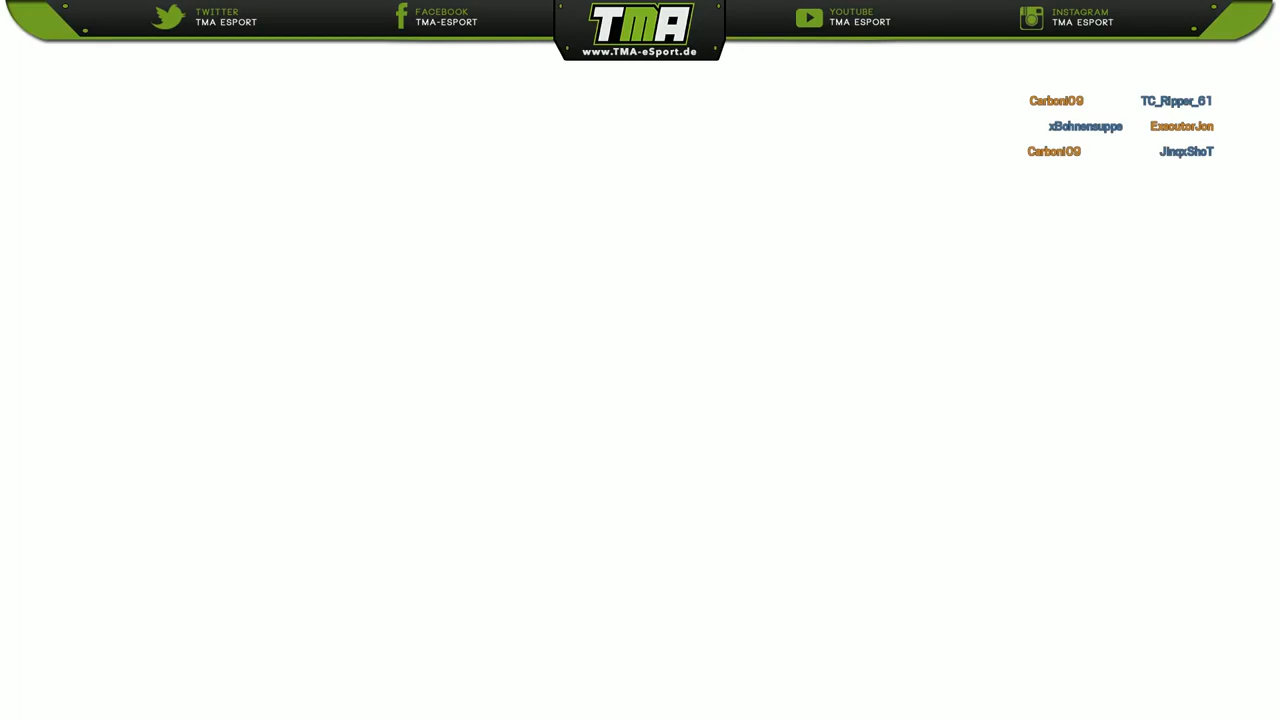 TWITTER
TMA ESPORT
FACEBOOK
TMA-ESPORT
TMA
www.TMA-eSport.de
YOUTUBE
TMA ESPORT
INSTAGRAM
TMA ESPORT
Carboni09 TC_Ripper_61
xBohnensuppe ExecutorJon
Carboni09 JinqxShoT